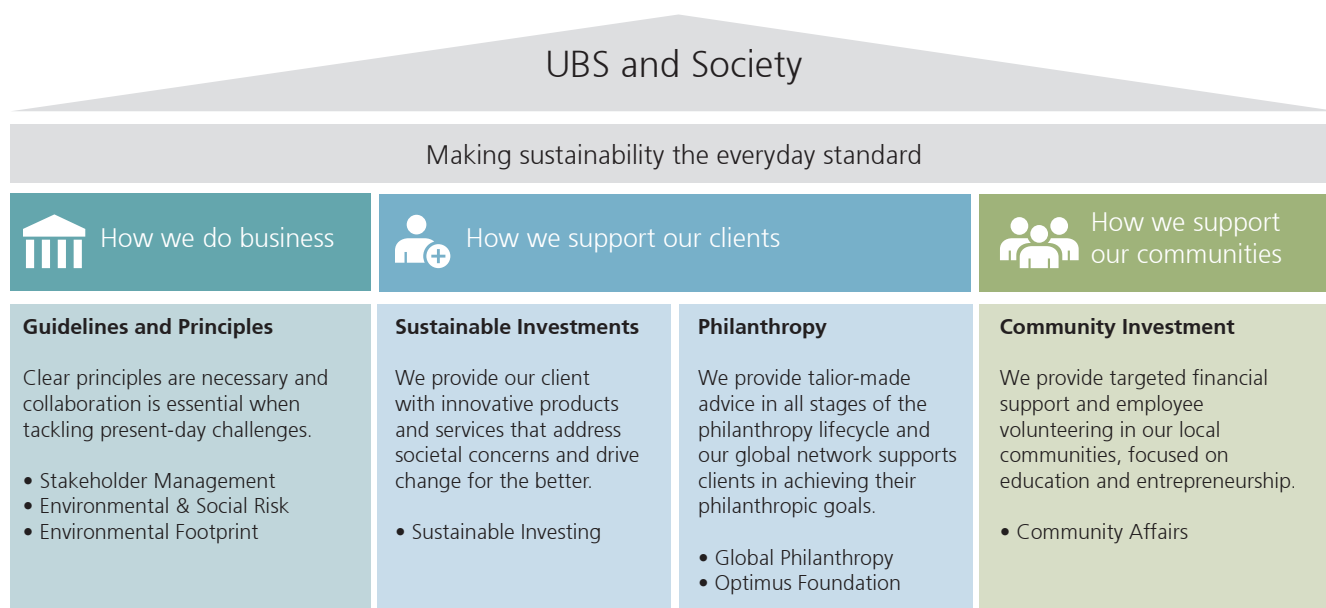 UBS and Society
Making sustainability the everyday standard
How we do business
How we support our clients
How we support
our communities
Guidelines and Principles
Clear principles are necessary and
collaboration is essential when
tackling present-day challenges.
• Stakeholder Management
• Environmental & Social Risk
• Environmental Footprint
Sustainable Investments
We provide our client
with innovative products
and services that address
societal concerns and drive
change for the better.
• Sustainable Investing
Philanthropy
We provide talior-made
advice in all stages of the
philanthropy lifecycle and
our global network supports
clients in achieving their
philanthropic goals.
• Global Philanthropy
• Optimus Foundation
Community Investment
We provide targeted financial
support and employee
volunteering in our local
communities, focused on
education and entrepreneurship.
• Community Affairs